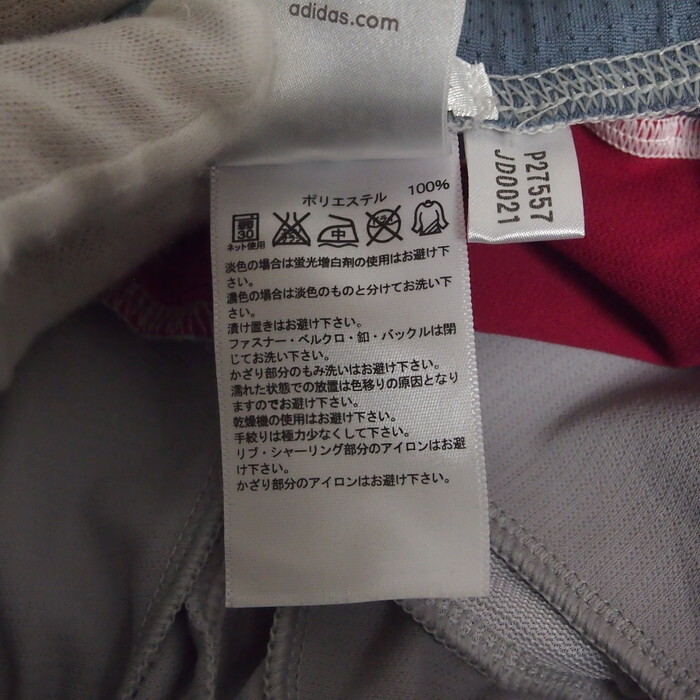 adidas.com
P27557
JD0021
ポリエステル 100%
30
ネット使用
エンソ
サラシ
中
ドライ
淡色の場合は蛍光増白剤の使用はお避け下
さい。
濃色の場合は淡色のものと分けてお洗い下
さい。
漬け置きはお避け下さい。
ファスナー・ベルクロ・釦・バックルは閉
じてお洗い下さい。
かざり部分のもみ洗いはお避け下さい。
濡れた状態での放置は色移りの原因となり
ますのでお避け下さい。
乾燥機の使用はお避け下さい。
手絞りは極力少なくして下さい。
リブ・シャーリング部分のアイロンはお避
け下さい。
かざり部分のアイロンはお避け下さい。